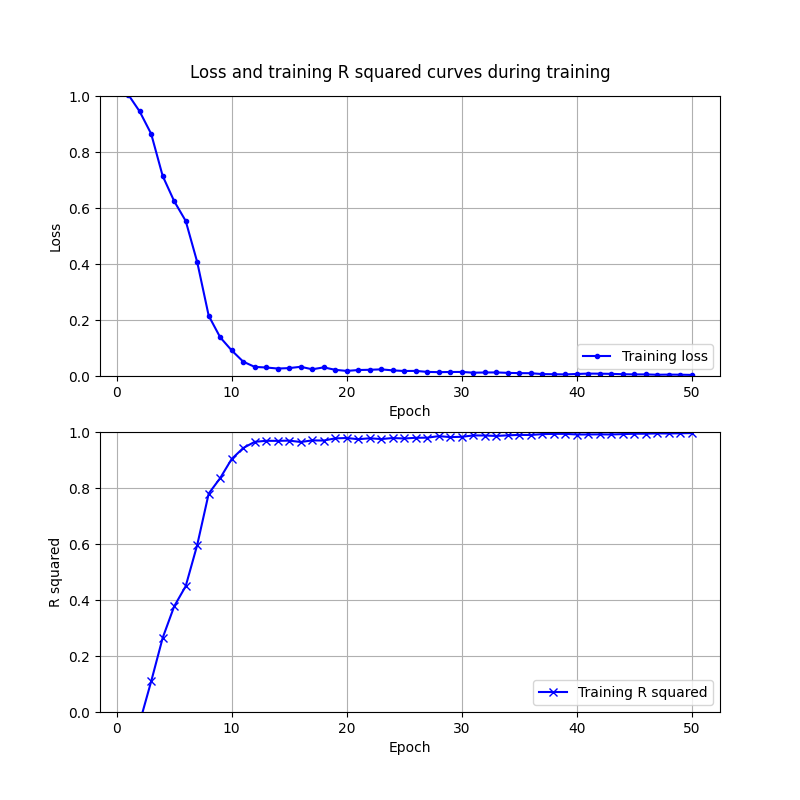 Loss and training R squared curves during training
1.0
0.8
0.6
0.4
0.2
0.0
Loss
Training loss
0 10 20 30 40 50
Epoch
1.0
0.8
0.6
0.4
0.2
0.0
R squared
Training R squared
0 10 20 30 40 50
Epoch